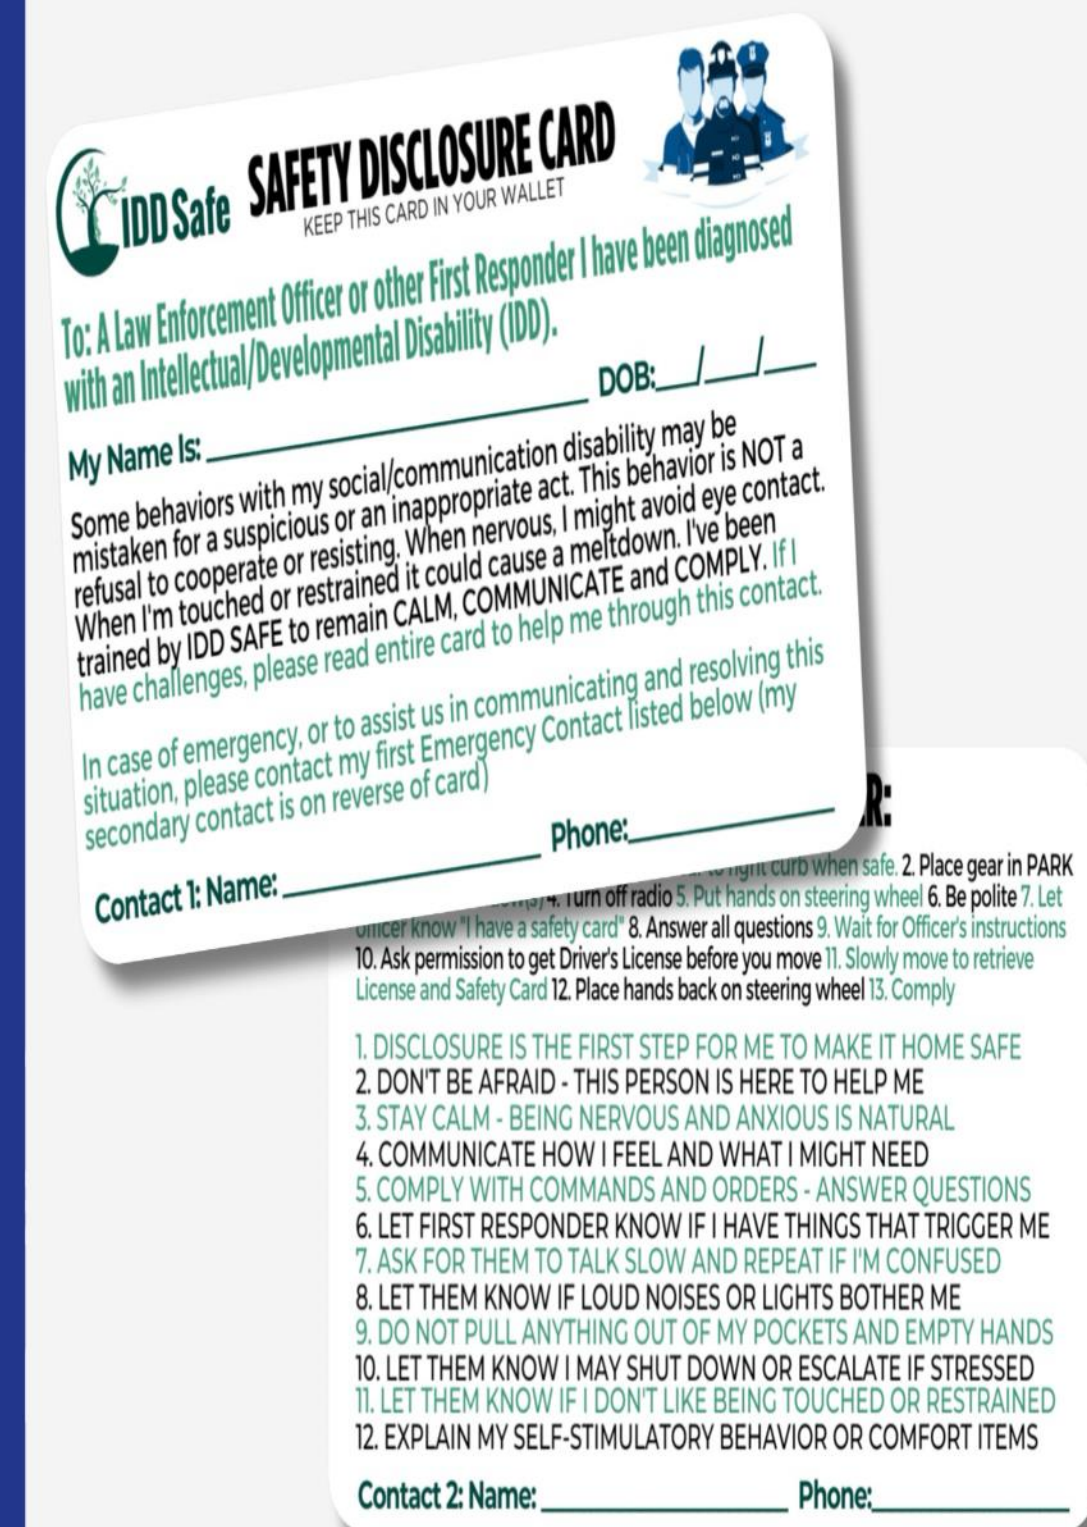 IDD Safe
SAFETY DISCLOSURE CARD
KEEP THIS CARD IN YOUR WALLET
To: A Law Enforcement Officer or other First Responder I have been diagnosed
with an Intellectual/Developmental Disability (IDD).
My Name Is: ____________________ DOB:___/___/___
Some behaviors with my social/communication disability may be
mistaken for a suspicious or an inappropriate act. This behavior is NOT a
refusal to cooperate or resisting. When nervous, I might avoid eye contact.
When I'm touched or restrained it could cause a meltdown. I've been
trained by IDD SAFE to remain CALM, COMMUNICATE and COMPLY. If I
have challenges, please read entire card to help me through this contact.
In case of emergency, or to assist us in communicating and resolving this
situation, please contact my first Emergency Contact listed below (my
secondary contact is on reverse of card)
Contact 1: Name: ____________________ Phone:____________________
R:
right curb when safe. 2. Place gear in PARK
4. Turn off radio 5. Put hands on steering wheel 6. Be polite 7. Let
Officer know "I have a safety card" 8. Answer all questions 9. Wait for Officer's instructions
10. Ask permission to get Driver's License before you move 11. Slowly move to retrieve
License and Safety Card 12. Place hands back on steering wheel 13. Comply
1. DISCLOSURE IS THE FIRST STEP FOR ME TO MAKE IT HOME SAFE
2. DON'T BE AFRAID - THIS PERSON IS HERE TO HELP ME
3. STAY CALM - BEING NERVOUS AND ANXIOUS IS NATURAL
4. COMMUNICATE HOW I FEEL AND WHAT I MIGHT NEED
5. COMPLY WITH COMMANDS AND ORDERS - ANSWER QUESTIONS
6. LET FIRST RESPONDER KNOW IF I HAVE THINGS THAT TRIGGER ME
7. ASK FOR THEM TO TALK SLOW AND REPEAT IF I'M CONFUSED
8. LET THEM KNOW IF LOUD NOISES OR LIGHTS BOTHER ME
9. DO NOT PULL ANYTHING OUT OF MY POCKETS AND EMPTY HANDS
10. LET THEM KNOW I MAY SHUT DOWN OR ESCALATE IF STRESSED
11. LET THEM KNOW IF I DON'T LIKE BEING TOUCHED OR RESTRAINED
12. EXPLAIN MY SELF-STIMULATORY BEHAVIOR OR COMFORT ITEMS
Contact 2: Name: ____________________ Phone:____________________